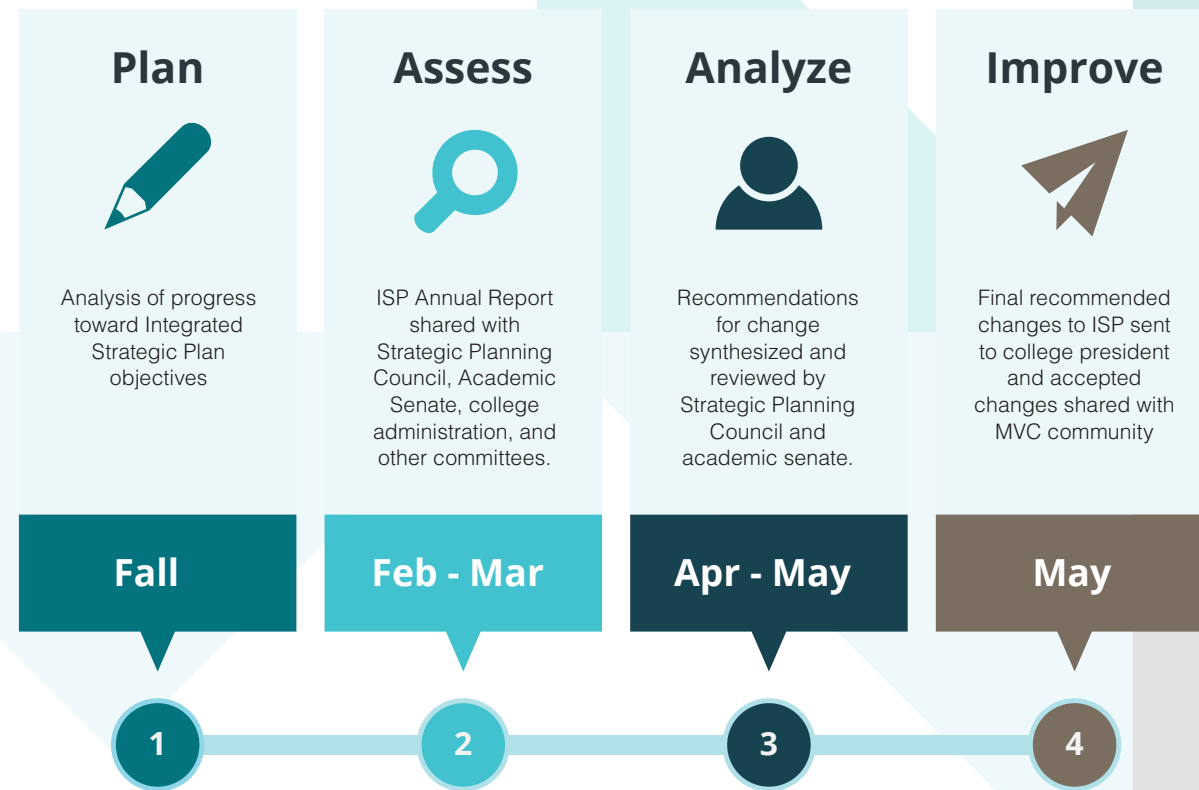 Plan
Analysis of progress
toward Integrated
Strategic Plan
objectives
Fall
1
Assess
ISP Annual Report
shared with
Strategic Planning
Council, Academic
Senate, college
administration, and
other committees.
Feb - Mar
2
Analyze
Recommendations
for change
synthesized and
reviewed by
Strategic Planning
Council and
academic senate.
Apr - May
3
Improve
Final recommended
changes to ISP sent
to college president
and accepted
changes shared with
MVC community
May
4